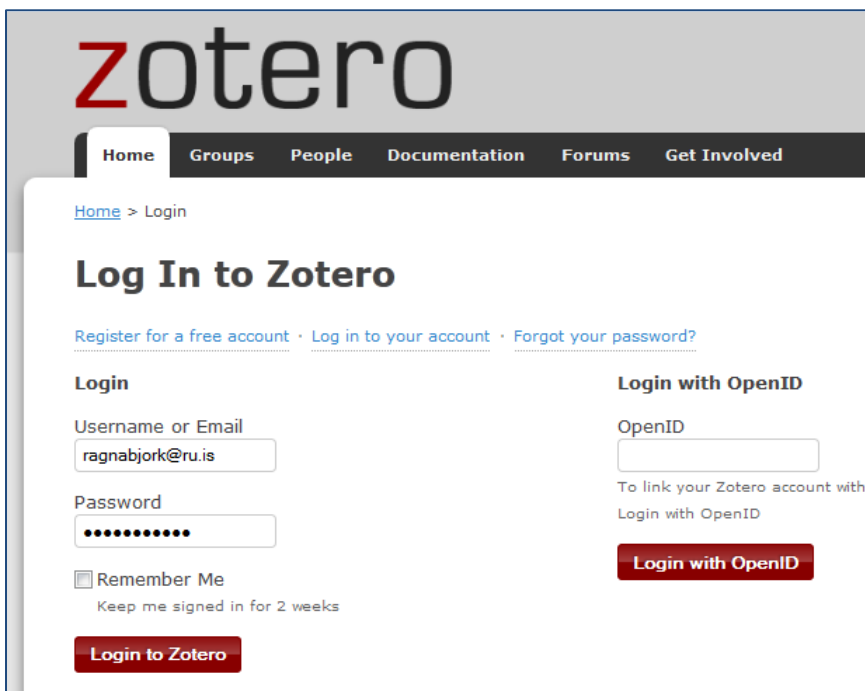 zotero
Home Groups People Documentation Forums Get Involved
Home > Login
Log In to Zotero
Register for a free account · Log in to your account · Forgot your password?
Login
Username or Email
ragnabjork@ru.is
Password
•••••••••••
Remember Me
Keep me signed in for 2 weeks
Login to Zotero
Login with OpenID
OpenID
To link your Zotero account with
Login with OpenID
Login with OpenID